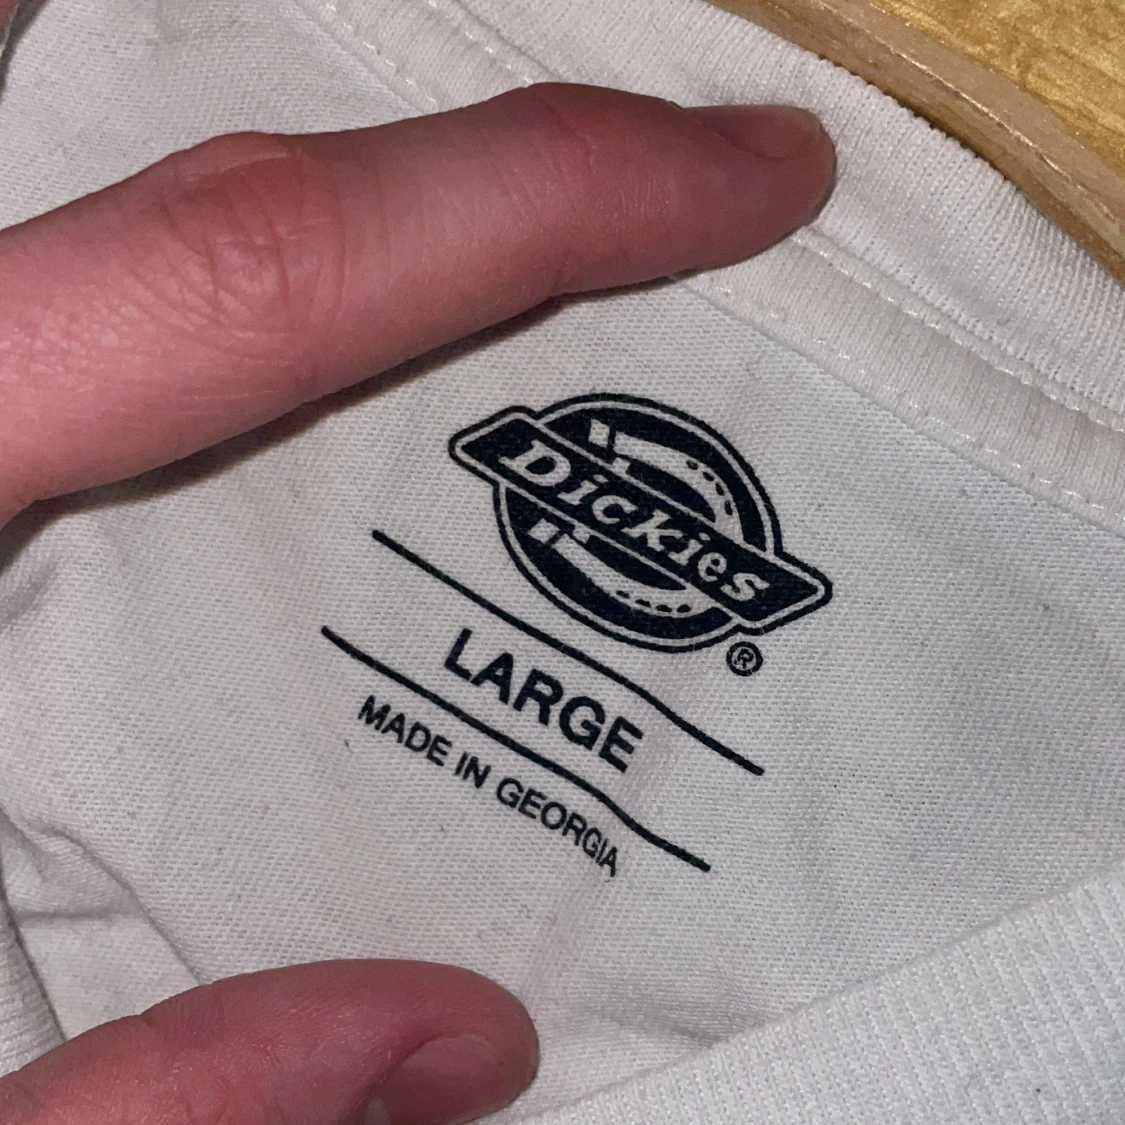 Dickies
®
LARGE
MADE IN GEORGIA